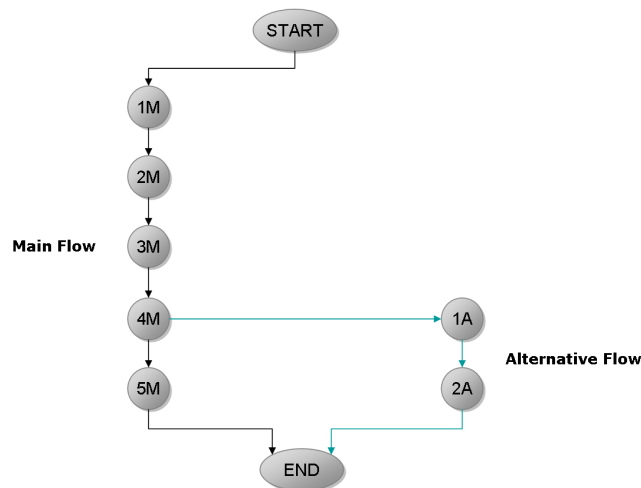 START
1M
2M
Main Flow
3M
4M
1A
Alternative Flow
5M
2A
END